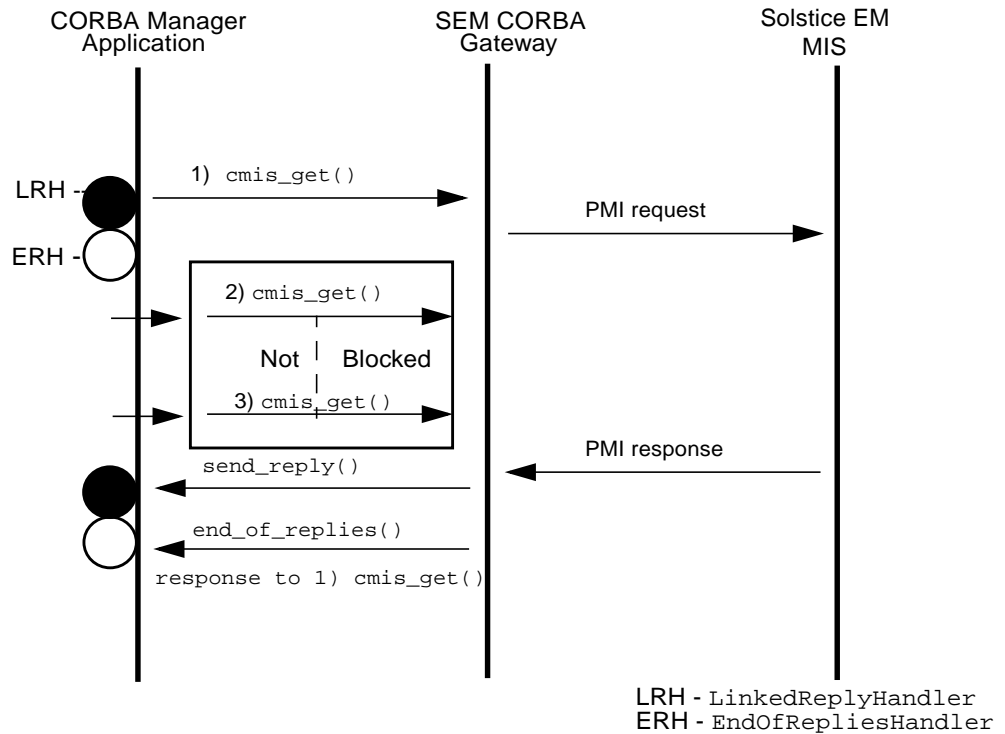 CORBA Manager
Application
SEM CORBA
Gateway
Solstice EM
MIS
1) cmis_get()
LRH -
PMI request
ERH -
2) cmis_get()
Not Blocked
3) cmis_get()
PMI response
send_reply()
end_of_replies()
response to 1) cmis_get()
LRH - LinkedReplyHandler
ERH - EndOfRepliesHandler